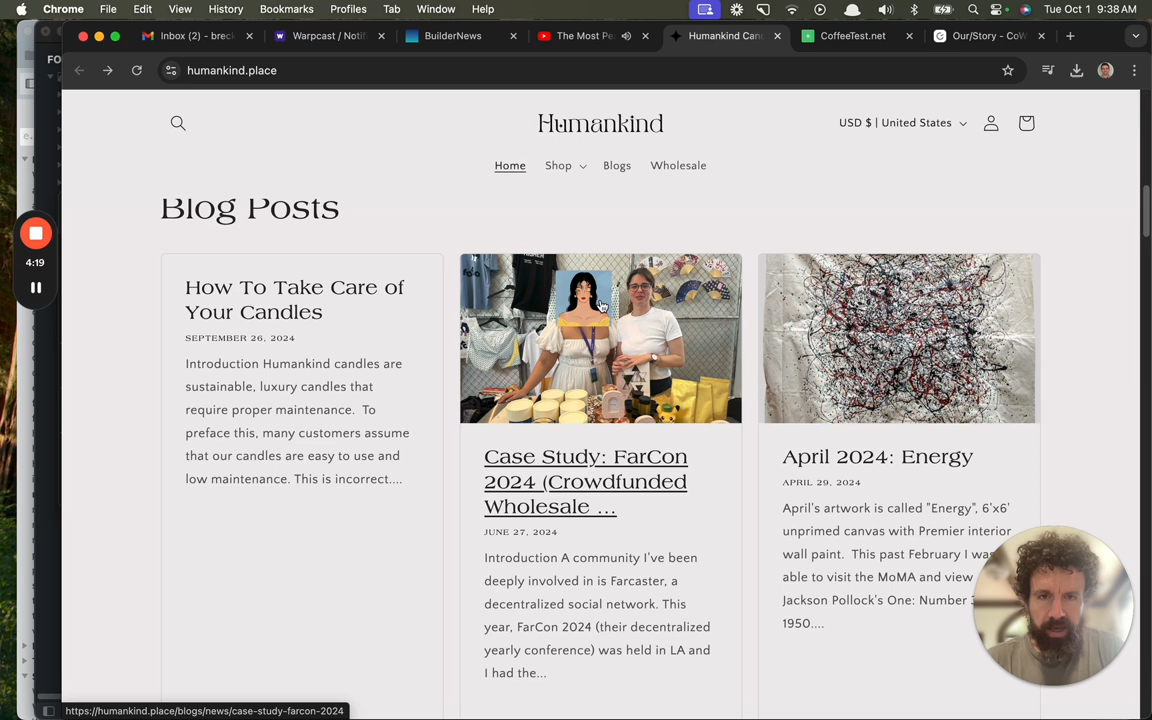 Chrome File Edit View History Bookmarks Profiles Tab Window Help Tue Oct 1 9:38 AM
Inbox (2) - breck
Warpcast / Notif
BuilderNews
The Most Pe
Humankind Can
CoffeeTest.net
Our/Story - CoW
humankind.place
FO
Humankind
USD $ | United States
Home Shop Blogs Wholesale
Blog Posts
4:19
How To Take Care of
Your Candles
SEPTEMBER 26, 2024
Introduction Humankind candles are
sustainable, luxury candles that
require proper maintenance. To
preface this, many customers assume
that our candles are easy to use and
low maintenance. This is incorrect....
Case Study: FarCon
2024 (Crowdfunded
Wholesale ...
JUNE 27, 2024
Introduction A community I've been
deeply involved in is Farcaster, a
decentralized social network. This
year, FarCon 2024 (their decentralized
yearly conference) was held in LA and
I had the...
April 2024: Energy
APRIL 29, 2024
April's artwork is called "Energy", 6'x6'
unprimed canvas with Premier interior
wall paint. This past February I was
able to visit the MoMA and view
Jackson Pollock's One: Number 3
1950....
https://humankind.place/blogs/news/case-study-farcon-2024